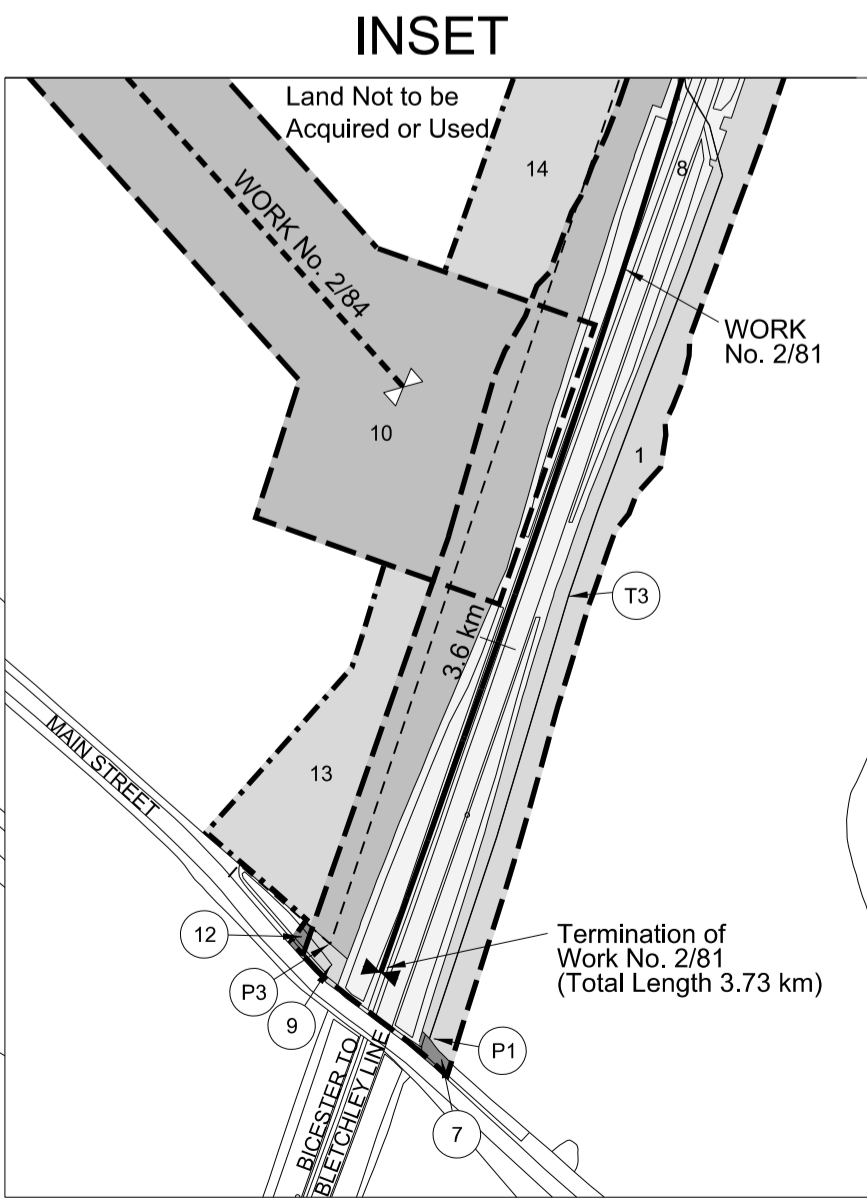 INSET
Land Not to be
Acquired or Used
14
8
WORK No. 2/84
WORK
No. 2/81
10
1
T3
3.6 km
MAIN STREET
13
12
Termination of
Work No. 2/81
(Total Length 3.73 km)
P3
9
P1
BICESTER TO
BLETCHLEY LINE
7